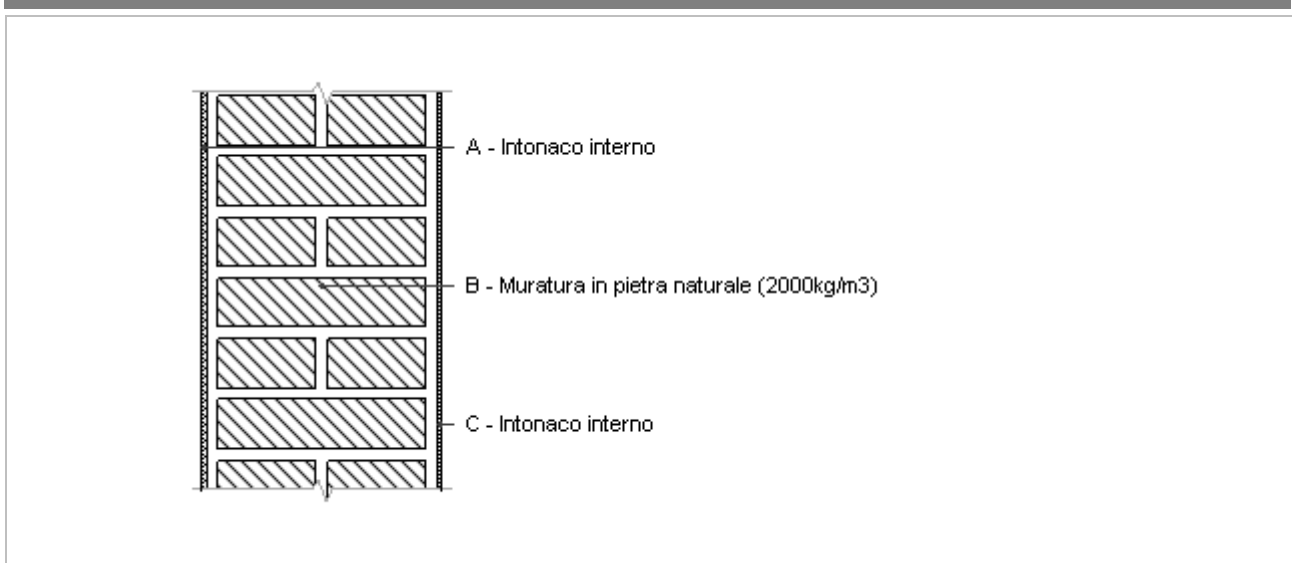 A - Intonaco interno
B - Muratura in pietra naturale (2000kg/m3)
C - Intonaco interno